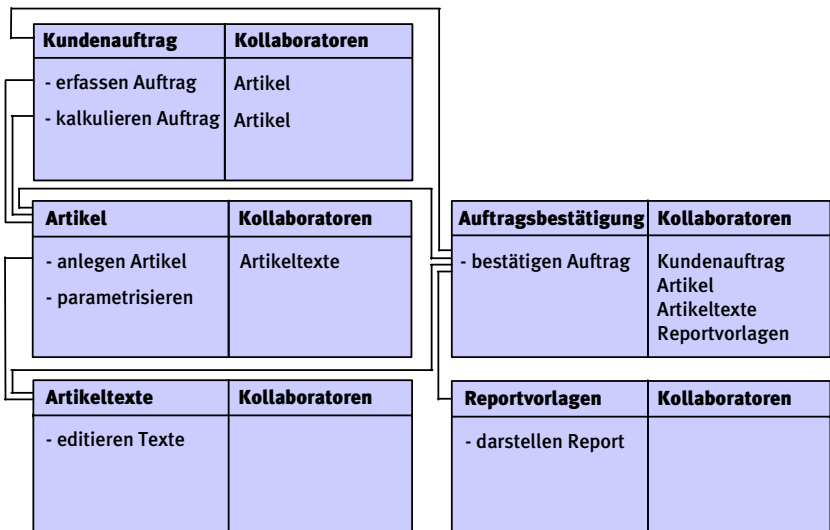 Kundenauftrag Kollaboratoren
- erfassen Auftrag Artikel
- kalkulieren Auftrag Artikel
Artikel Kollaboratoren
- anlegen Artikel Artikeltexte
- parametrisieren
Auftragsbestätigung Kollaboratoren
- bestätigen Auftrag Kundenauftrag
Artikel
Artikeltexte
Reportvorlagen
Artikeltexte Kollaboratoren
- editieren Texte
Reportvorlagen Kollaboratoren
- darstellen Report